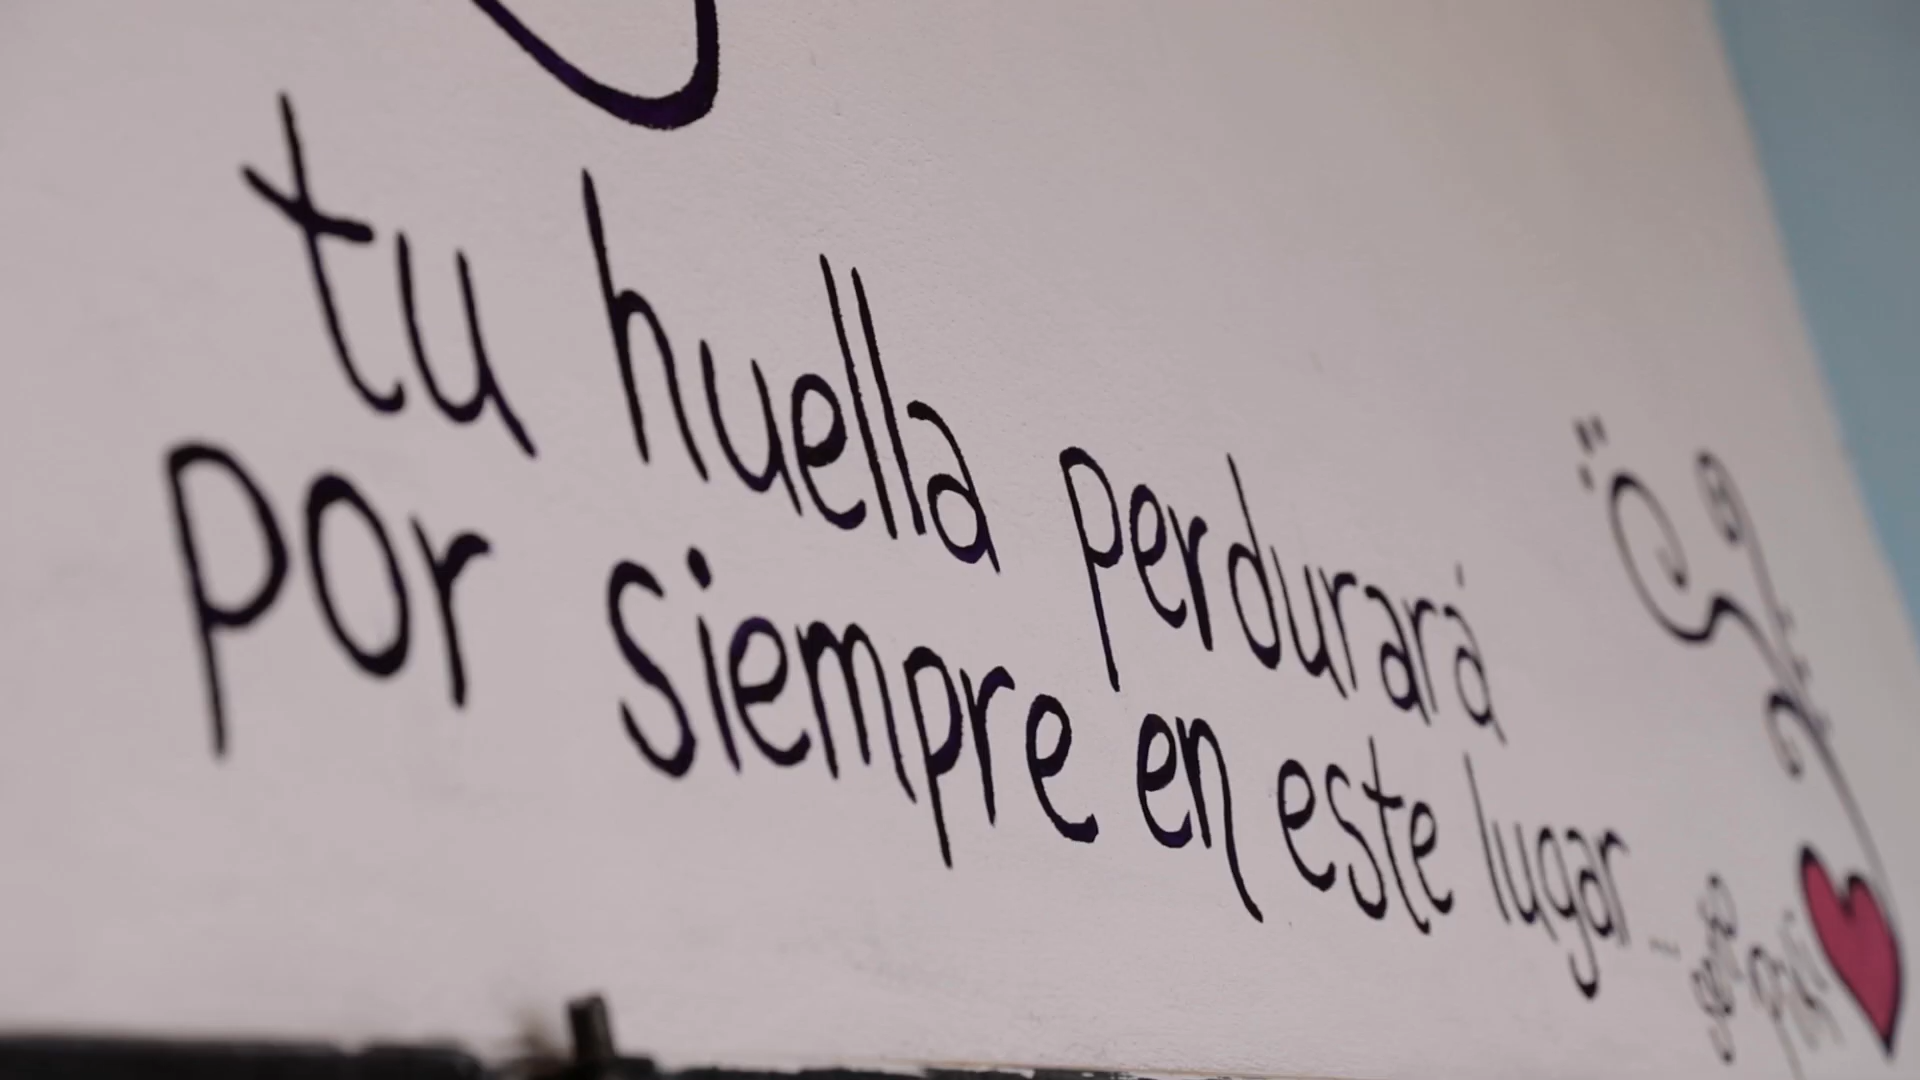 tu huella perdurará
por siempre en este lugar...